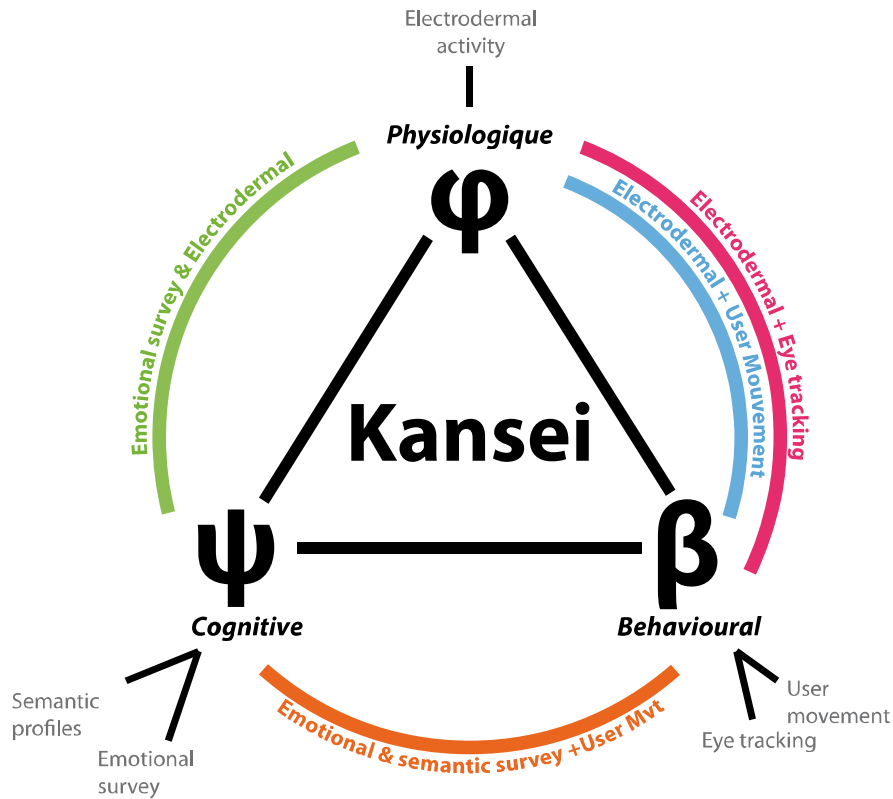 Electrodermal
activity
Physiologique
φ
Emotional survey & Electrodermal
Electrodermal + Eye tracking
Electrodermal + User Mouvement
Kansei
ψ
β
Cognitive
Behavioural
Semantic
profiles
Emotional
survey
Emotional & semantic survey +User Mvt
User
movement
Eye tracking